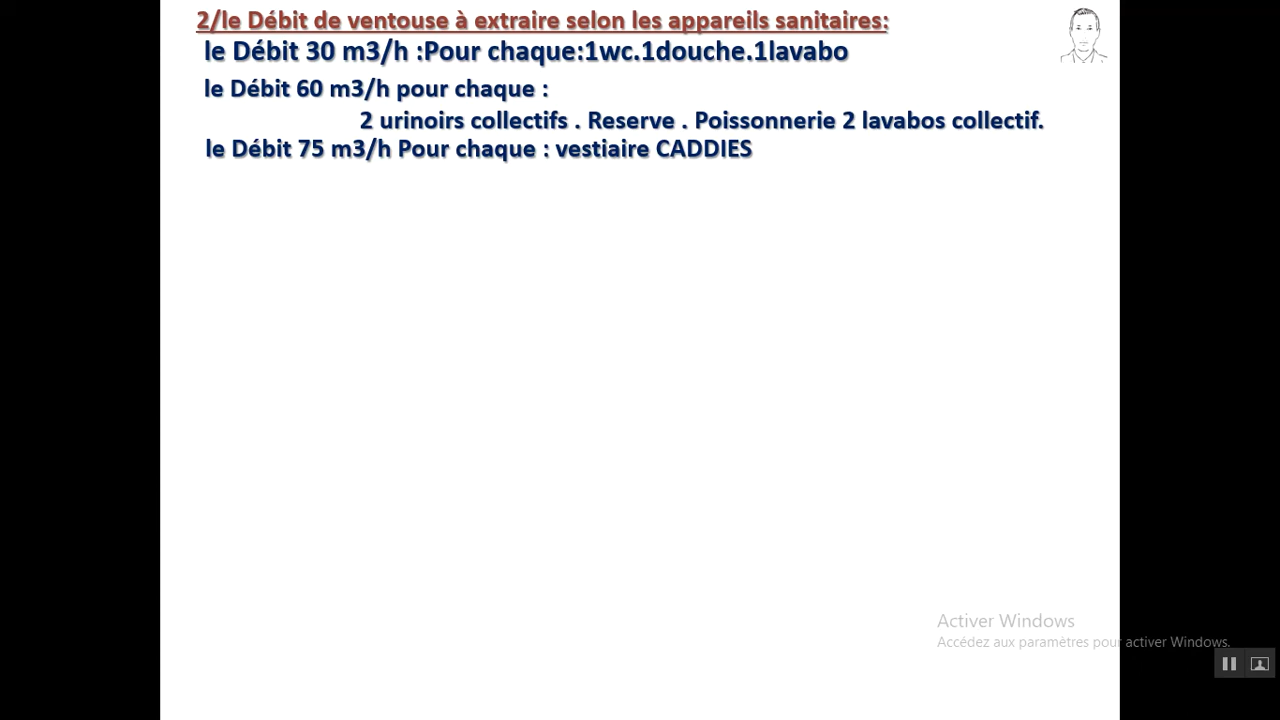 2/le Débit de ventouse à extraire selon les appareils sanitaires:
le Débit 30 m3/h :Pour chaque:1wc.1douche.1lavabo
le Débit 60 m3/h pour chaque :
2 urinoirs collectifs . Reserve . Poissonnerie 2 lavabos collectif.
le Débit 75 m3/h Pour chaque : vestiaire CADDIES
Activer Windows
Accédez aux paramètres pour activer Windows.